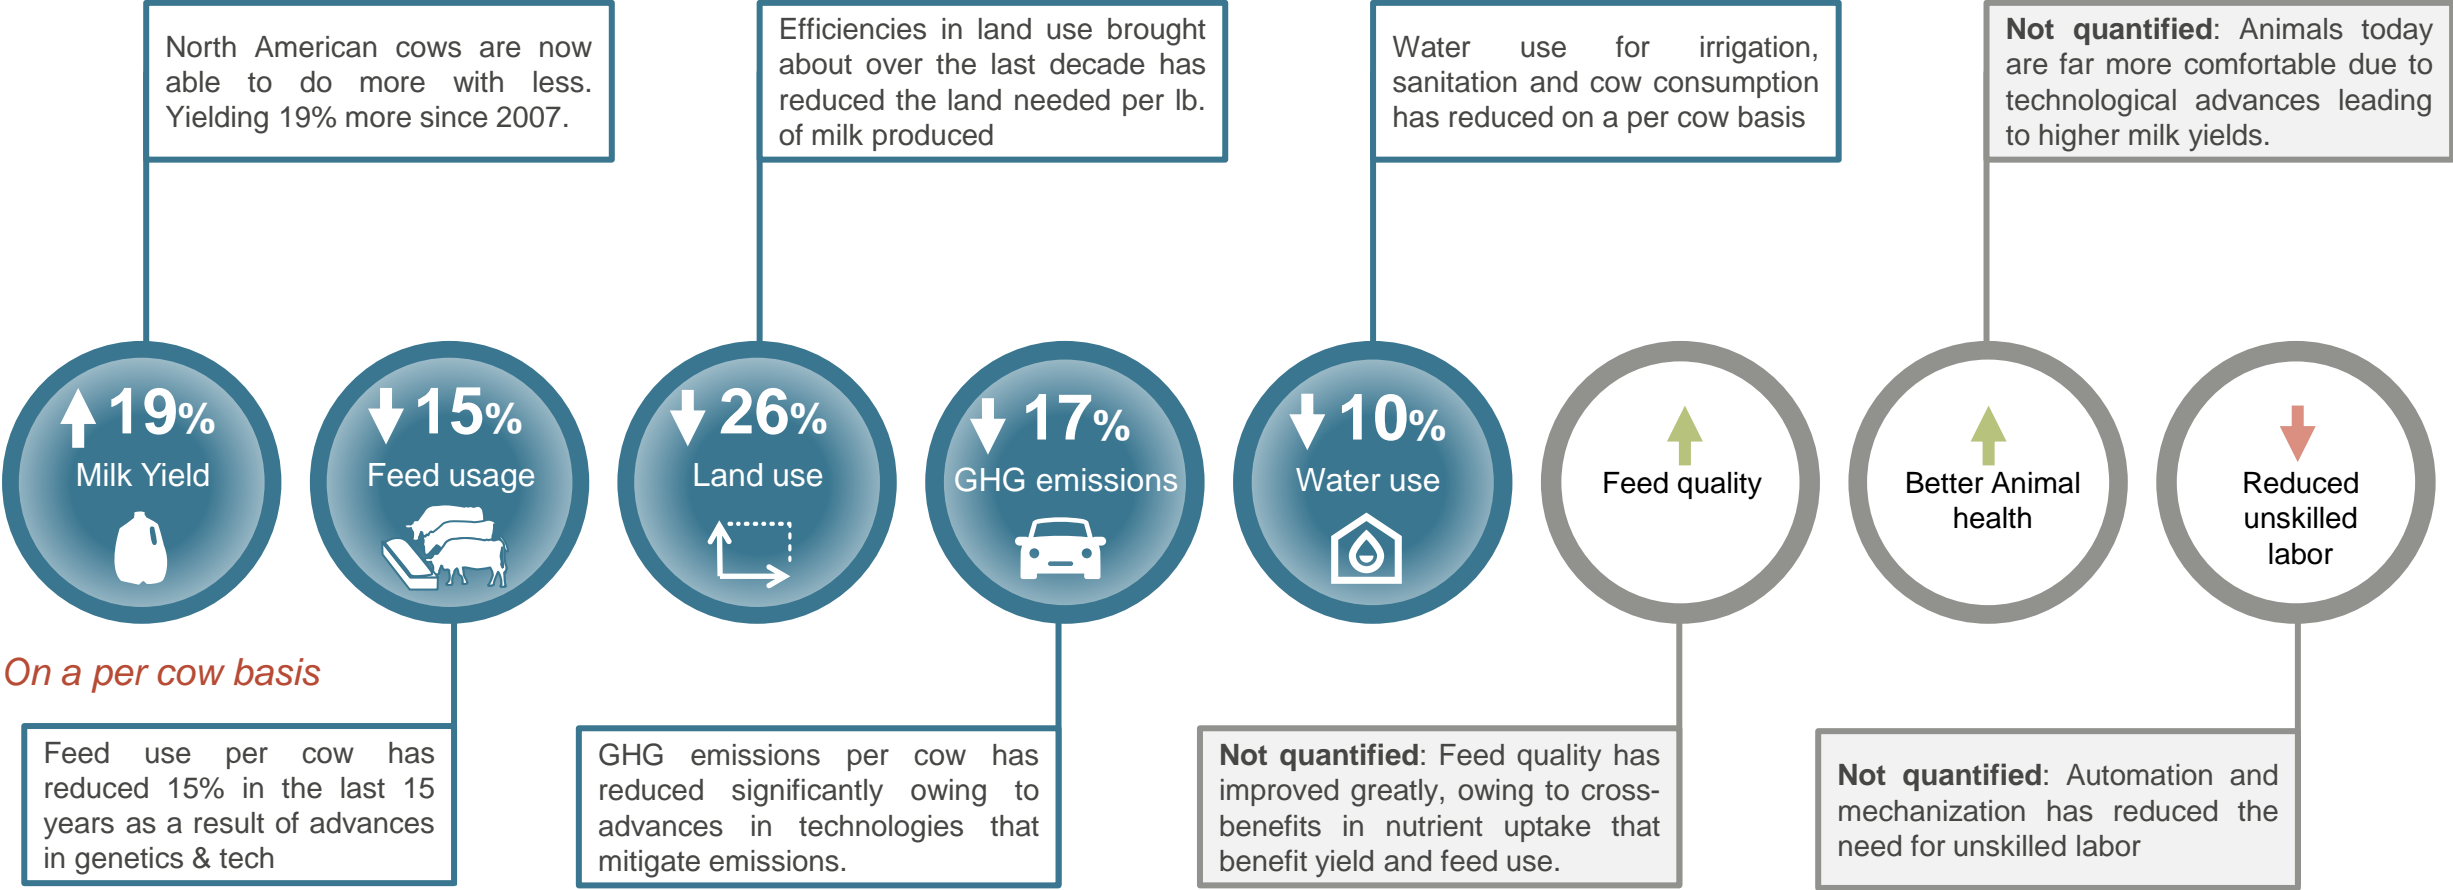 North American cows are now
able to do more with less.
Yielding 19% more since 2007.
Efficiencies in land use brought
about over the last decade has
reduced the land needed per lb.
of milk produced
Water use for irrigation,
sanitation and cow consumption
has reduced on a per cow basis
Not quantified: Animals today
are far more comfortable due to
technological advances leading
to higher milk yields.
19%
Milk Yield
15%
Feed usage
26%
Land use
17%
GHG emissions
10%
Water use
Feed quality
Better Animal
health
Reduced
unskilled
labor
On a per cow basis
Feed use per cow has
reduced 15% in the last 15
years as a result of advances
in genetics & tech
GHG emissions per cow has
reduced significantly owing to
advances in technologies that
mitigate emissions.
Not quantified: Feed quality has
improved greatly, owing to cross-
benefits in nutrient uptake that
benefit yield and feed use.
Not quantified: Automation and
mechanization has reduced the
need for unskilled labor